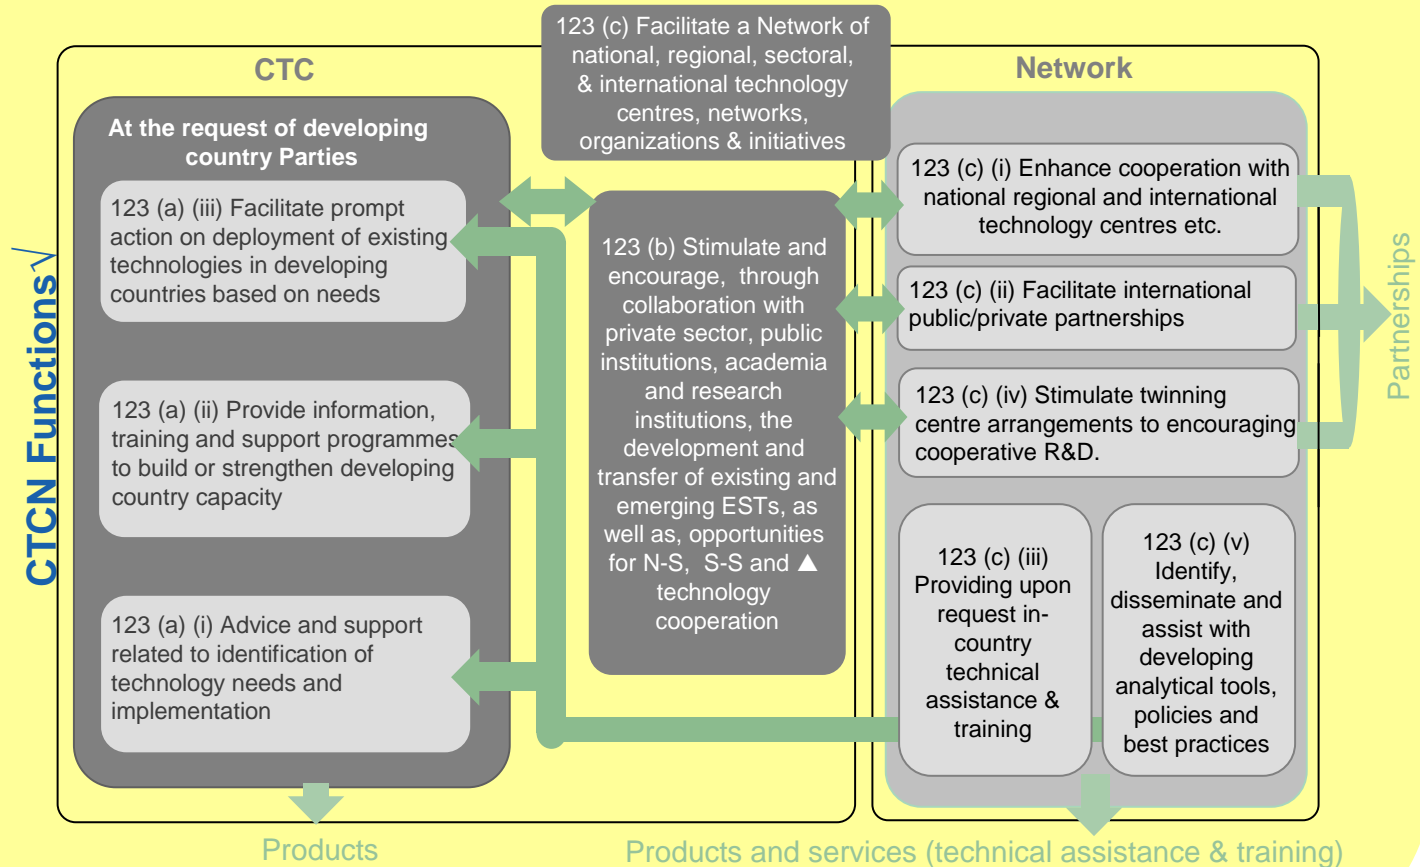 123 (c) Facilitate a Network of
national, regional, sectoral,
& international technology
centres, networks,
organizations & initiatives
CTC
Network
CTCN Functions√
At the request of developing
country Parties
123 (a) (iii) Facilitate prompt
action on deployment of existing
technologies in developing
countries based on needs
123 (a) (ii) Provide information,
training and support programmes
to build or strengthen developing
country capacity
123 (a) (i) Advice and support
related to identification of
technology needs and
implementation
123 (b) Stimulate and
encourage, through
collaboration with
private sector, public
institutions, academia
and research
institutions, the
development and
transfer of existing and
emerging ESTs, as
well as, opportunities
for N-S, S-S and ▲
technology
cooperation
123 (c) (i) Enhance cooperation with
national regional and international
technology centres etc.
123 (c) (ii) Facilitate international
public/private partnerships
123 (c) (iv) Stimulate twinning
centre arrangements to encouraging
cooperative R&D.
123 (c) (iii)
Providing upon
request in-
country
technical
assistance &
training
123 (c) (v)
Identify,
disseminate and
assist with
developing
analytical tools,
policies and
best practices
Partnerships
Products
Products and services (technical assistance & training)